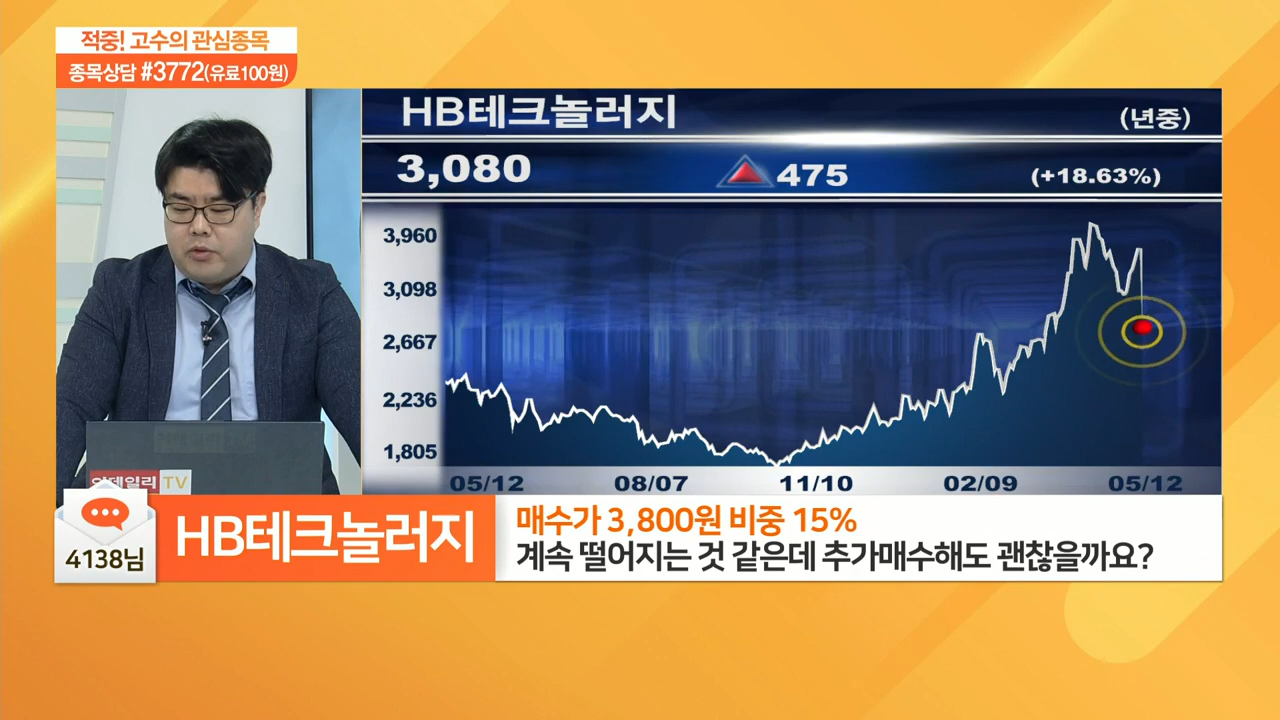 적중! 고수의 관심종목
종목상담 #3772(유료100원)
HB테크놀러지
(년중)
3,080
475
(+18.63%)
3,960
3,098
2,667
2,236
1,805
05/12
08/07
11/10
02/09
05/12
이데일리 TV
4138님
HB테크놀러지
매수가 3,800원 비중 15%
계속 떨어지는 것 같은데 추가매수해도 괜찮을까요?